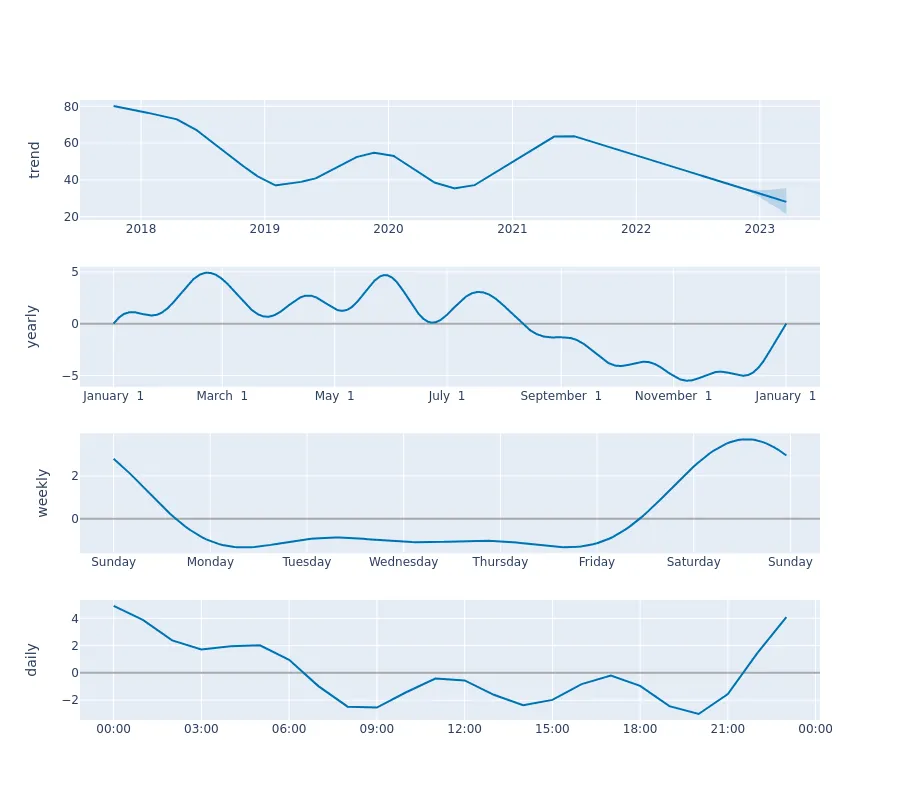 trend
80
60
40
20
2018 2019 2020 2021 2022 2023
yearly
5
0
−5
January 1 March 1 May 1 July 1 September 1 November 1 January 1
weekly
2
0
Sunday Monday Tuesday Wednesday Thursday Friday Saturday Sunday
daily
4
2
0
−2
00:00 03:00 06:00 09:00 12:00 15:00 18:00 21:00 00:00